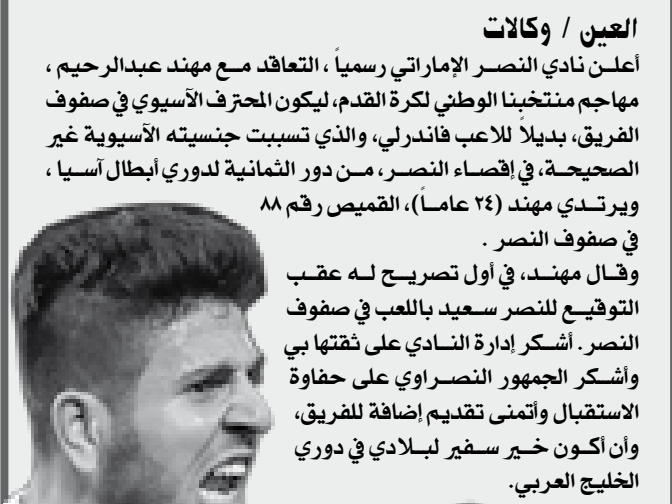 العين / وكالات
أعلن نادي النصر الإماراتي رسمياً ، التعاقد مع مهند عبدالرحيم ،
مهاجم منتخبنا الوطني لكرة القدم، ليكون المحترف الآسيوي في صفوف
الفريق، بديلاً للاعب فاندرلي، والذي تسببت جنسيته الآسيوية غير
الصحيحة، في إقصاء النصر، من دور الثمانية لدوري أبطال آسيا ،
ويرتدي مهند (٢٤ عاماً)، القميص رقم ٨٨
في صفوف النصر .
وقال مهند، في أول تصريح له عقب
التوقيع للنصر سعيد باللعب في صفوف
النصر. أشكر إدارة النادي على ثقتها بي
وأشكر الجمهور النصراوي على حفاوة
الاستقبال وأتمنى تقديم إضافة للفريق،
وأن أكون خير سفير لبلادي في دوري
الخليج العربي.